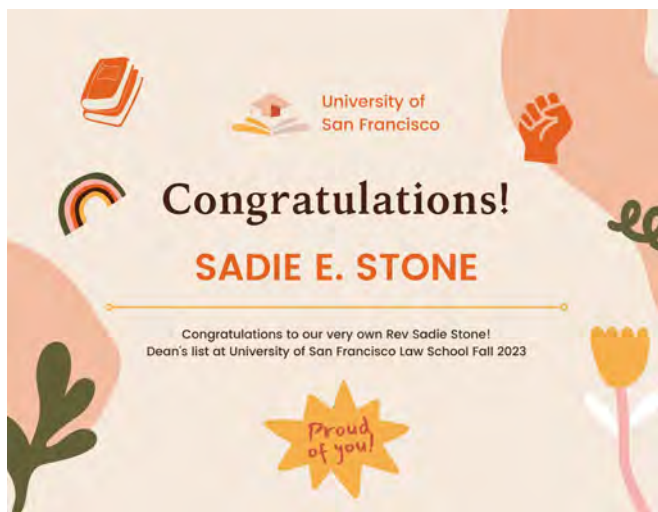 University of
San Francisco
Congratulations!
SADIE E. STONE
Congratulations to our very own Rev Sadie Stone!
Dean's list at University of San Francisco Law School Fall 2023
Proud
of you!